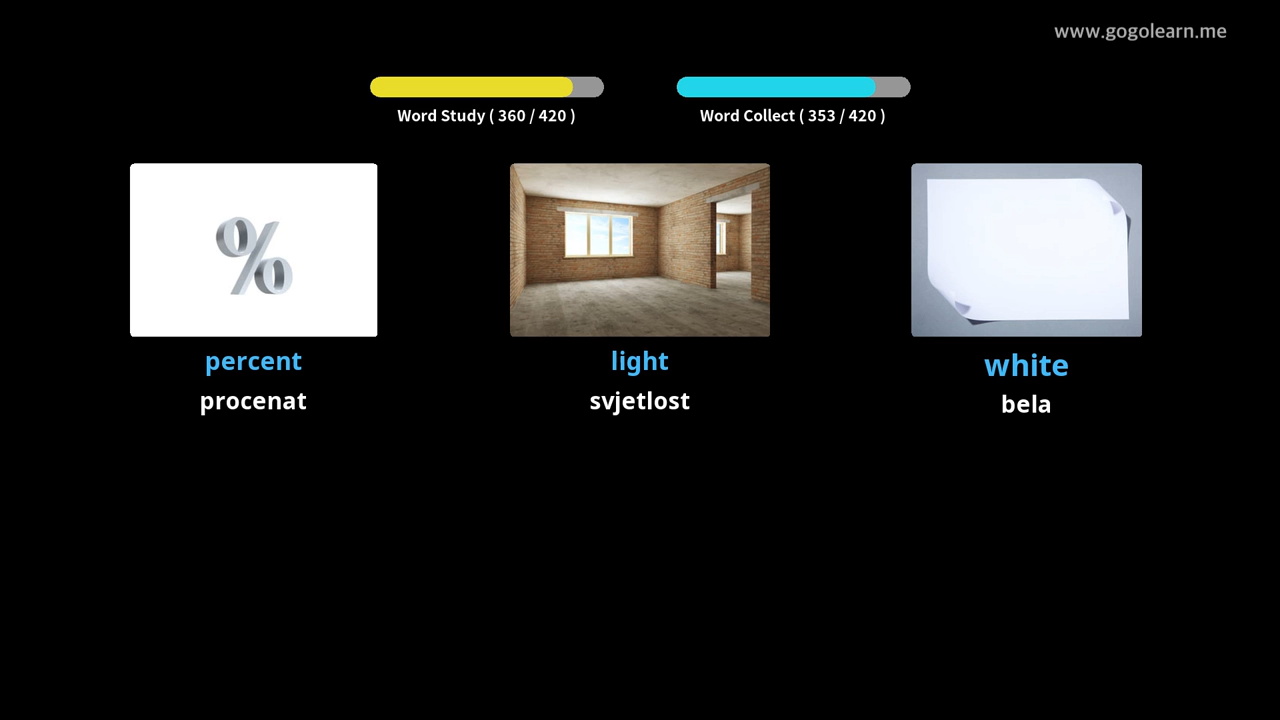 www.gogolearn.me
Word Study ( 360 / 420 )
Word Collect ( 353 / 420 )
%
percent
light
white
procenat
svjetlost
bela